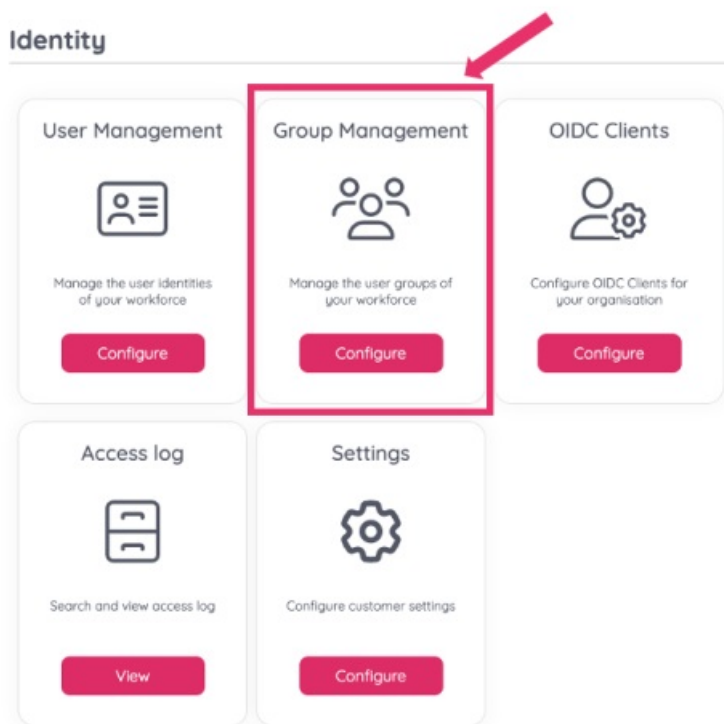 Identity
User Management
Manage the user identities
of your workforce
Configure
Group Management
Manage the user groups of
your workforce
Configure
OIDC Clients
Configure OIDC Clients for
your organisation
Configure
Access log
Search and view access log
View
Settings
Configure customer settings
Configure